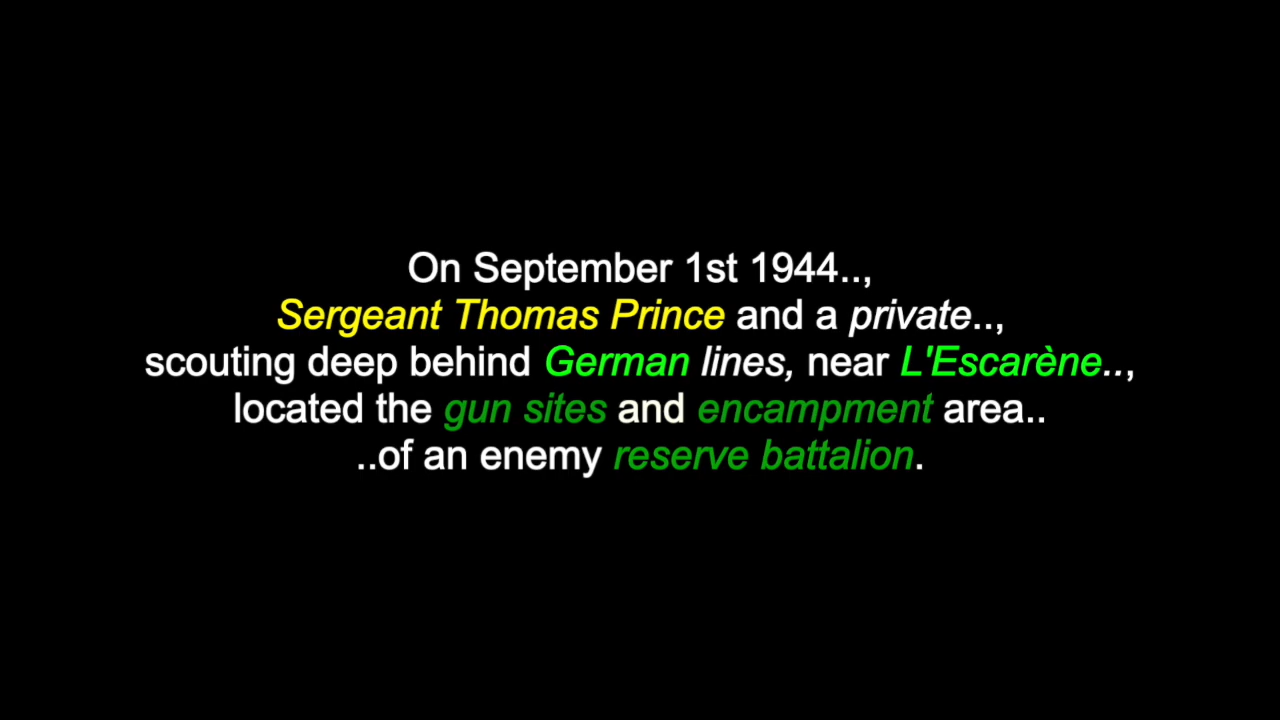 On September 1st 1944..,
Sergeant Thomas Prince and a private..,
scouting deep behind German lines, near L'Escarène..,
located the gun sites and encampment area..
..of an enemy reserve battalion.